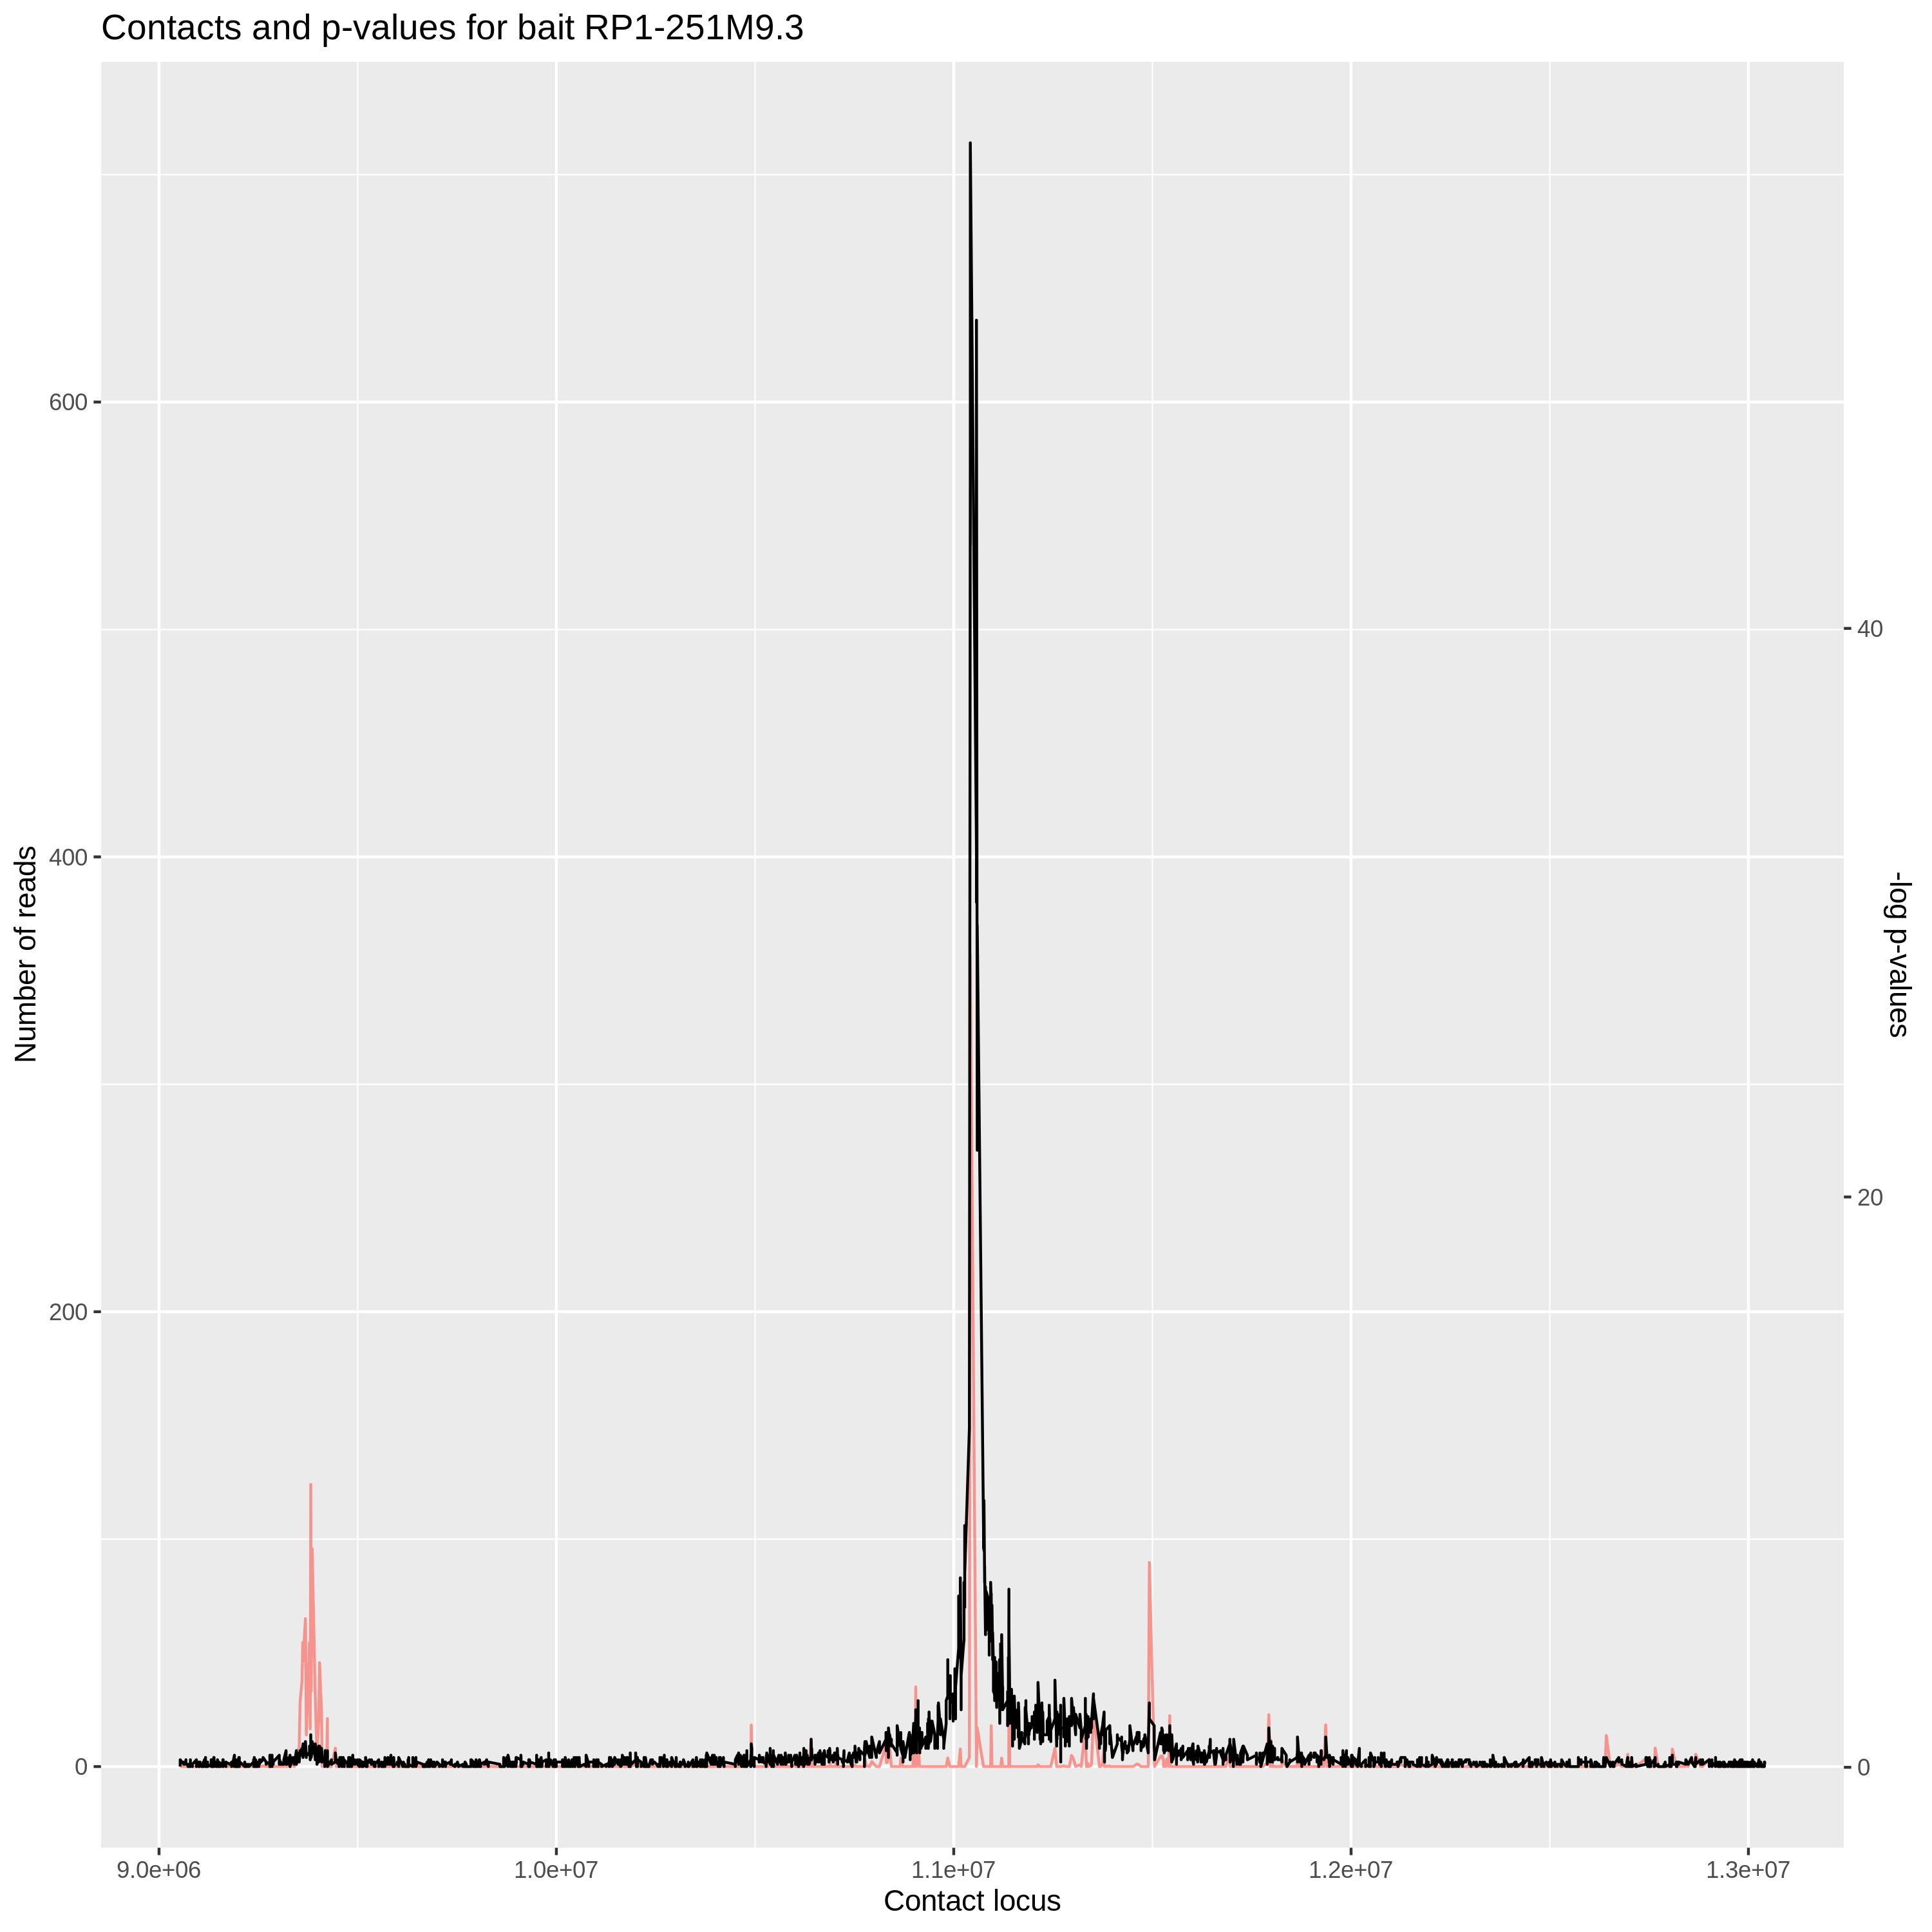 Contacts and p-values for bait RP1-251M9.3
600
400
200
0
Number of reads
40
20
0
-log p-values
9.0e+06 1.0e+07 1.1e+07 1.2e+07 1.3e+07
Contact locus